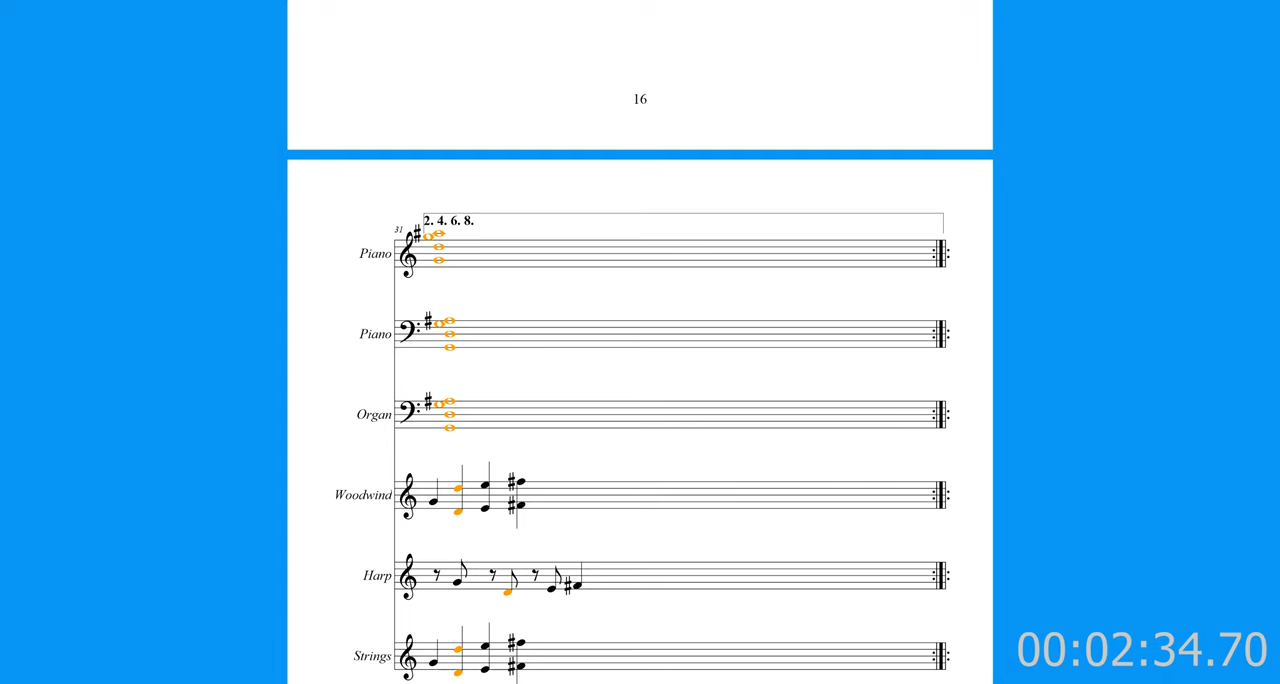 16
2. 4. 6. 8.
31
Piano
Piano
Organ
Woodwind
Harp
Strings
00:02:34.70